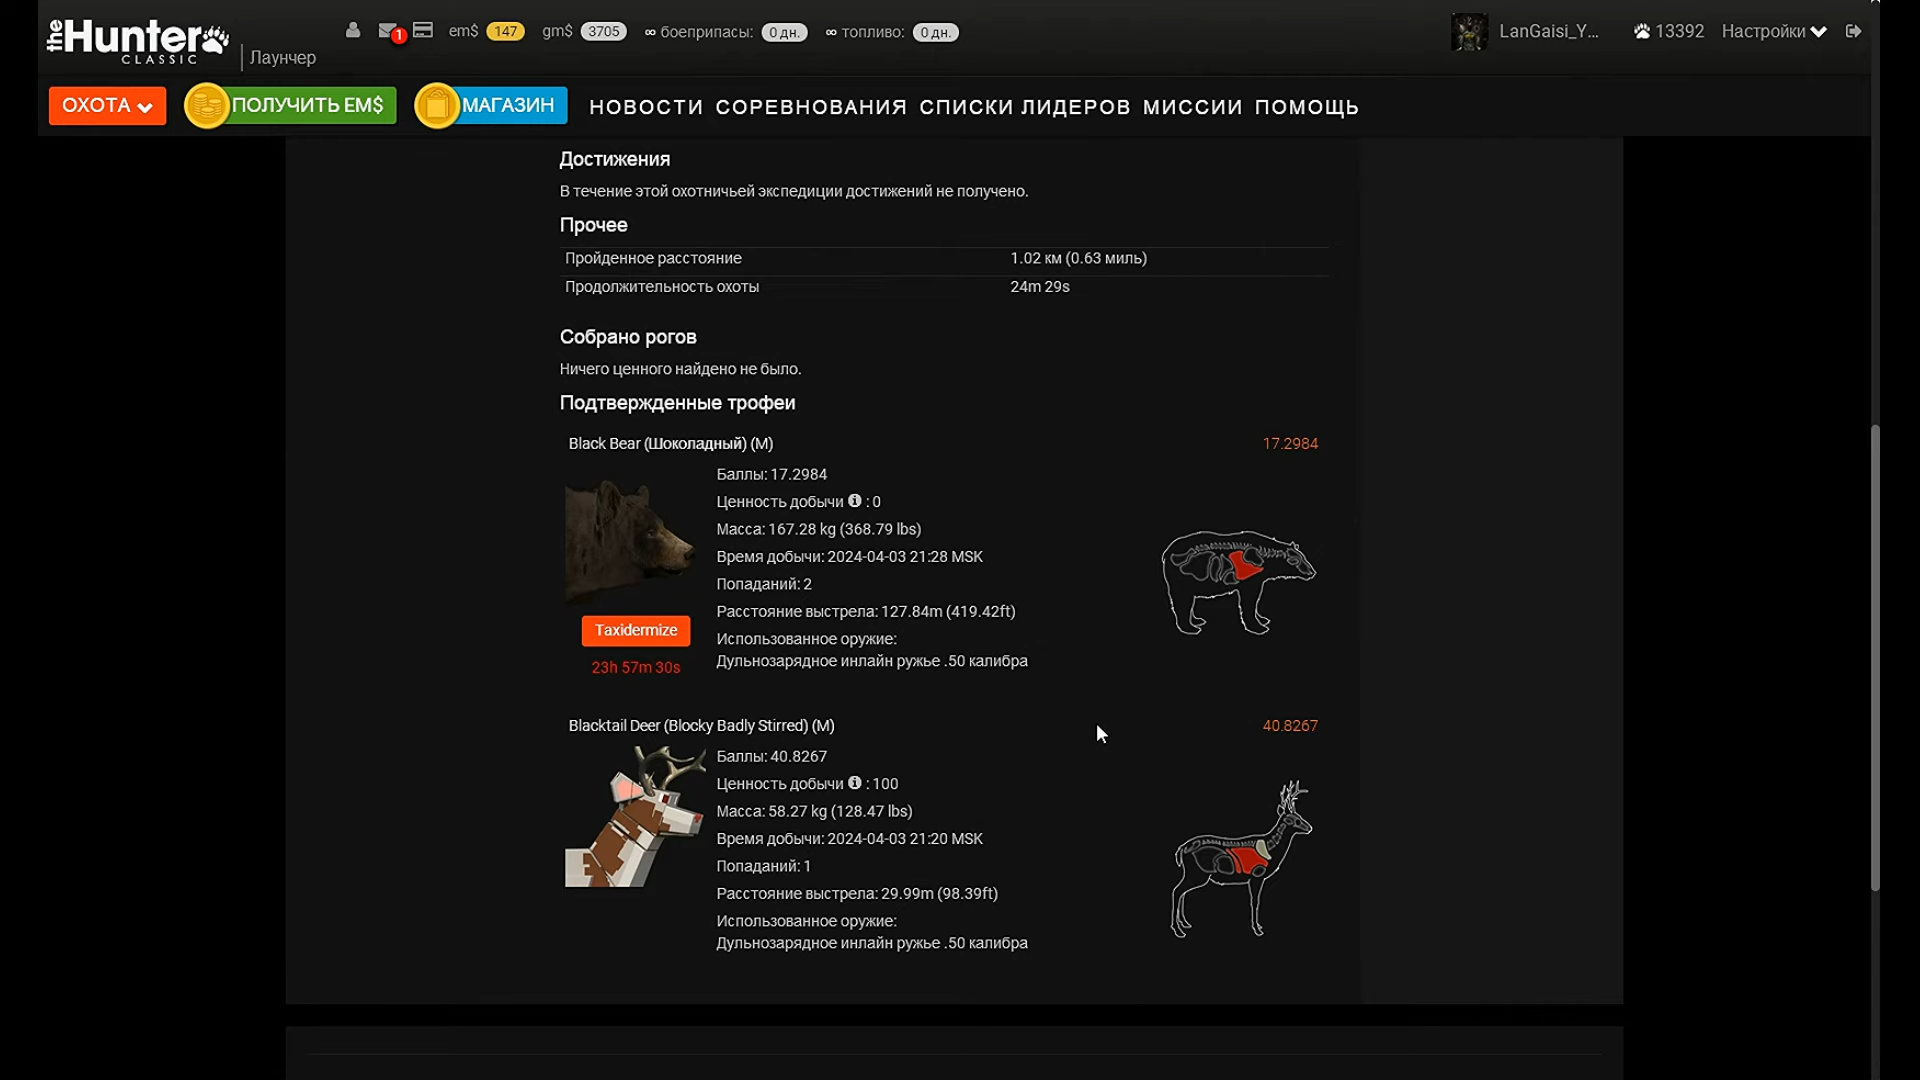 the Hunter CLASSIC
Лаунчер
1
em$ 147
gm$ 3705
∞ боеприпасы: 0 дн.
∞ топливо: 0 дн.
LanGaisi_Y...
13392
Настройки
ОХОТА
ПОЛУЧИТЬ EM$
МАГАЗИН
НОВОСТИ СОРЕВНОВАНИЯ СПИСКИ ЛИДЕРОВ МИССИИ ПОМОЩЬ
Достижения
В течение этой охотничьей экспедиции достижений не получено.
Прочее
Пройденное расстояние 1.02 км (0.63 миль)
Продолжительность охоты 24m 29s
Собрано рогов
Ничего ценного найдено не было.
Подтвержденные трофеи
Black Bear (Шоколадный) (M) 17.2984
Баллы: 17.2984
Ценность добычи : 0
Масса: 167.28 kg (368.79 lbs)
Время добычи: 2024-04-03 21:28 MSK
Попаданий: 2
Расстояние выстрела: 127.84m (419.42ft)
Использованное оружие:
Дульнозарядное инлайн ружье .50 калибра
Taxidermize
23h 57m 30s
Blacktail Deer (Blocky Badly Stirred) (M) 40.8267
Баллы: 40.8267
Ценность добычи : 100
Масса: 58.27 kg (128.47 lbs)
Время добычи: 2024-04-03 21:20 MSK
Попаданий: 1
Расстояние выстрела: 29.99m (98.39ft)
Использованное оружие:
Дульнозарядное инлайн ружье .50 калибра